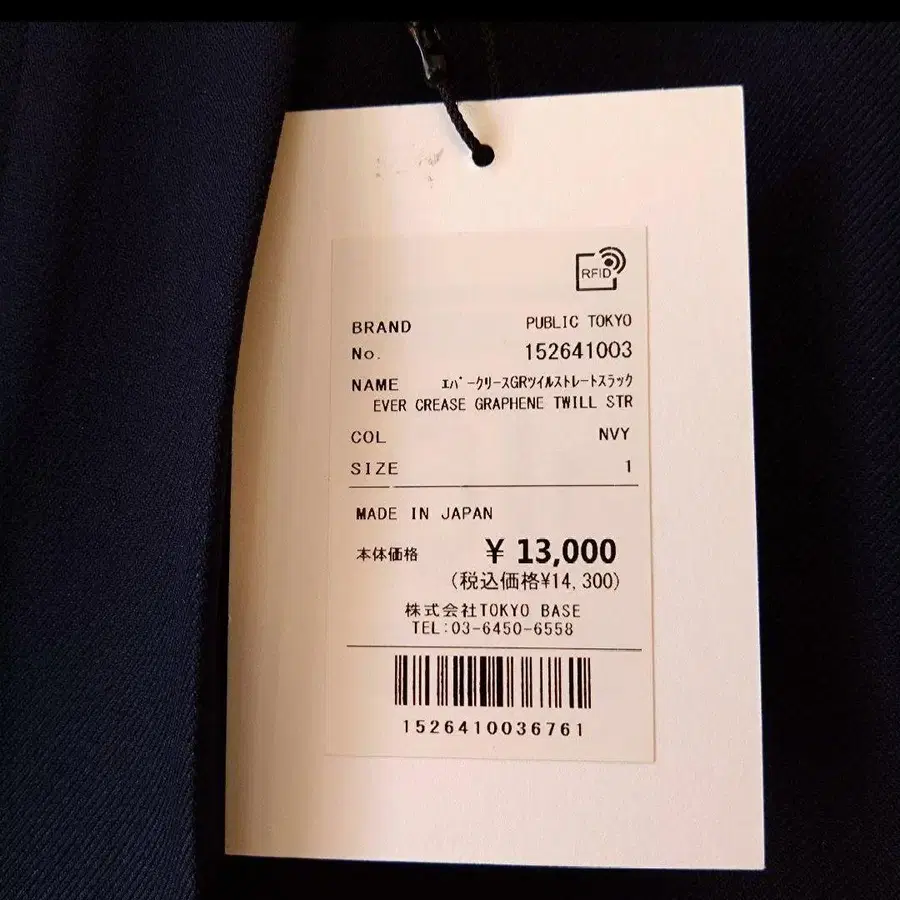 RFID
BRAND PUBLIC TOKYO
No. 152641003
NAME ｴﾊﾞｰｸﾘｰｽGRﾂｲﾙｽﾄﾚｰﾄｽﾗｯｸ
EVER CREASE GRAPHENE TWILL STR
COL NVY
SIZE 1
MADE IN JAPAN
本体価格 ¥ 13,000
(税込価格¥14,300)
株式会社TOKYO BASE
TEL:03-6450-6558
1526410036761